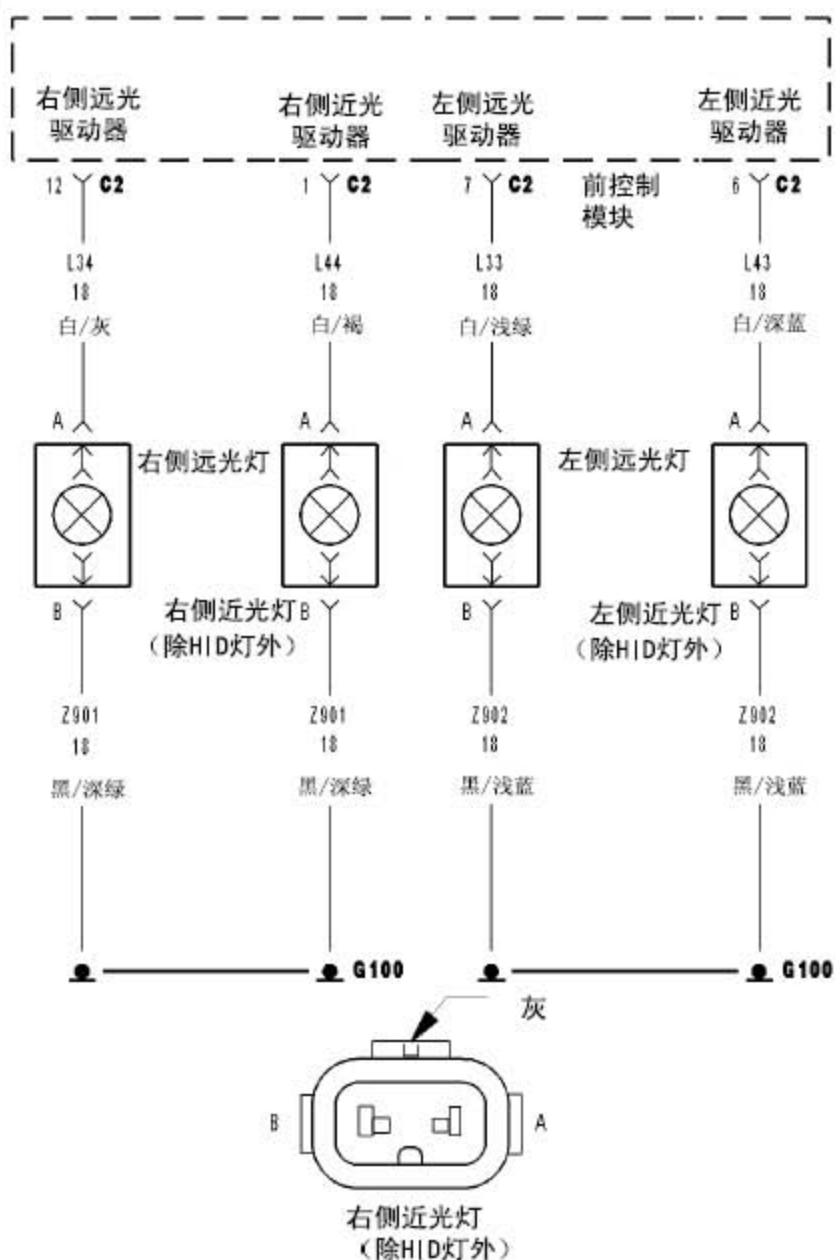 右侧远光
驱动器
右侧近光
驱动器
左侧远光
驱动器
左侧近光
驱动器
12 C2
1 C2
7 C2
前控制
模块
6 C2
L34
18
白/灰
L44
18
白/褐
L33
18
白/浅绿
L43
18
白/深蓝
A
A
A
A
右侧远光灯
左侧远光灯
B
右侧近光灯
(除HID灯外)
B
B
左侧近光灯
(除HID灯外)
B
Z901
18
黑/深绿
Z901
18
黑/深绿
Z902
18
黑/浅蓝
Z902
18
黑/浅蓝
G100
G100
灰
B
A
右侧近光灯
(除HID灯外)